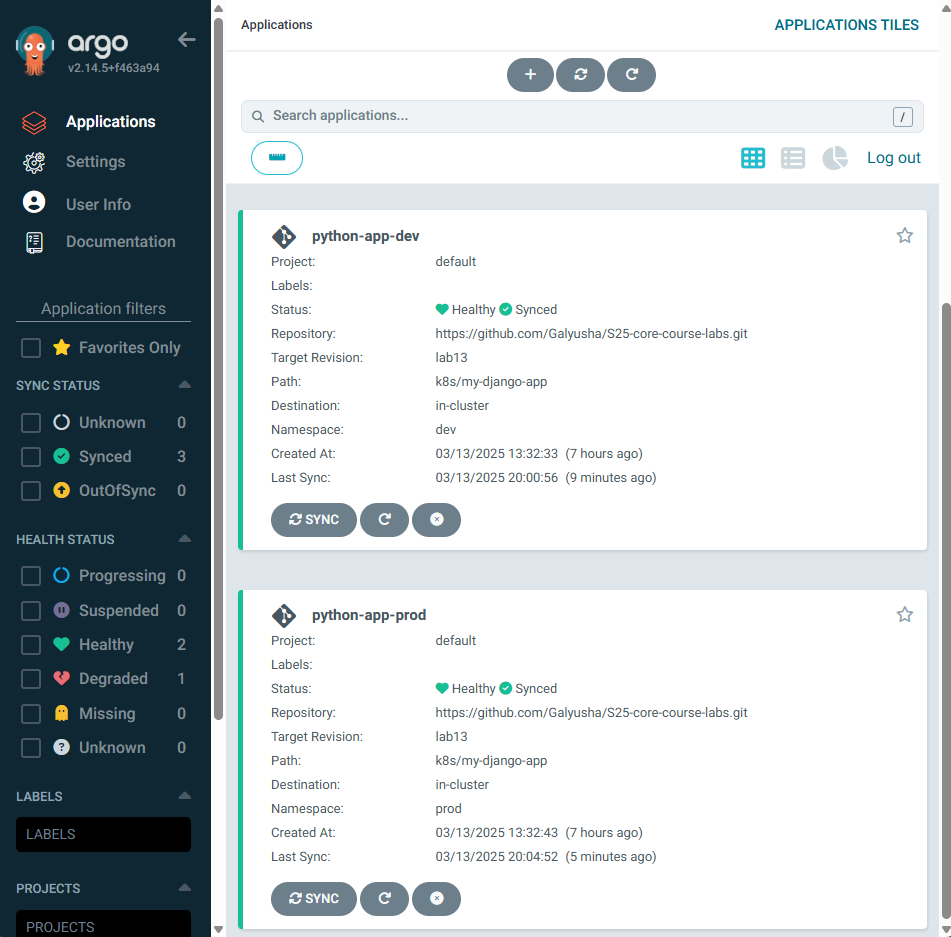 argo
v2.14.5+f463a94
Applications
Settings
User Info
Documentation
Application filters
Favorites Only
SYNC STATUS
Unknown 0
Synced 3
OutOfSync 0
HEALTH STATUS
Progressing 0
Suspended 0
Healthy 2
Degraded 1
Missing 0
Unknown 0
LABELS
LABELS
PROJECTS
PROJECTS
Applications
APPLICATIONS TILES
Search applications...
/
Log out
python-app-dev
Project: default
Labels:
Status: Healthy Synced
Repository: https://github.com/Galyusha/S25-core-course-labs.git
Target Revision: lab13
Path: k8s/my-django-app
Destination: in-cluster
Namespace: dev
Created At: 03/13/2025 13:32:33 (7 hours ago)
Last Sync: 03/13/2025 20:00:56 (9 minutes ago)
SYNC
python-app-prod
Project: default
Labels:
Status: Healthy Synced
Repository: https://github.com/Galyusha/S25-core-course-labs.git
Target Revision: lab13
Path: k8s/my-django-app
Destination: in-cluster
Namespace: prod
Created At: 03/13/2025 13:32:43 (7 hours ago)
Last Sync: 03/13/2025 20:04:52 (5 minutes ago)
SYNC